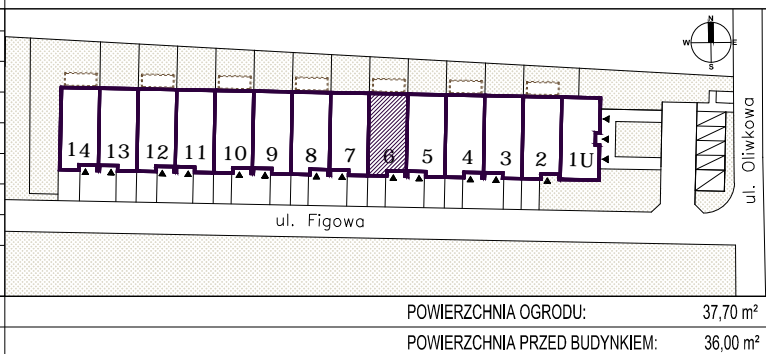 N
W E
S
14 13 12 11 10 9 8 7 6 5 4 3 2 1U
ul. Oliwkowa
ul. Figowa
POWIERZCHNIA OGRODU: 37,70 m²
POWIERZCHNIA PRZED BUDYNKIEM: 36,00 m²